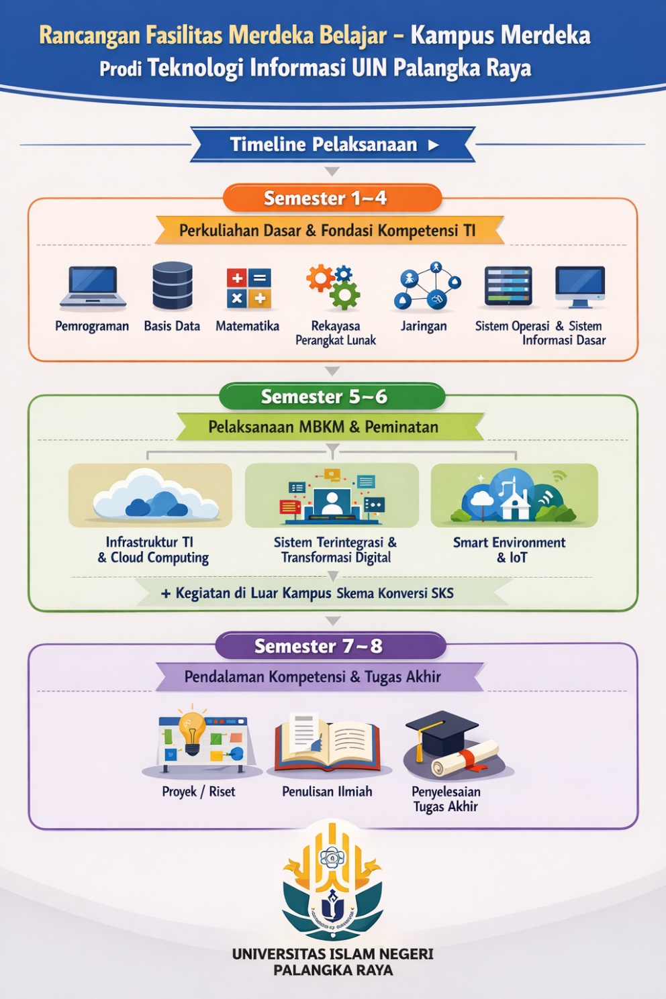 Rancangan Fasilitas Merdeka Belajar – Kampus Merdeka
Prodi Teknologi Informasi UIN Palangka Raya
Timeline Pelaksanaan
Semester 1–4
Perkuliahan Dasar & Fondasi Kompetensi TI
Pemrograman
Basis Data
Matematika
Rekayasa
Perangkat Lunak
Jaringan
Sistem Operasi & Sistem
Informasi Dasar
Semester 5–6
Pelaksanaan MBKM & Peminatan
Infrastruktur TI
& Cloud Computing
Sistem Terintegrasi &
Transformasi Digital
Smart Environment
& IoT
+ Kegiatan di Luar Kampus Skema Konversi SKS
Semester 7–8
Pendalaman Kompetensi & Tugas Akhir
Proyek / Riset
Penulisan Ilmiah
Penyelesaian
Tugas Akhir
UNIVERSITAS ISLAM NEGERI
PALANGKA RAYA